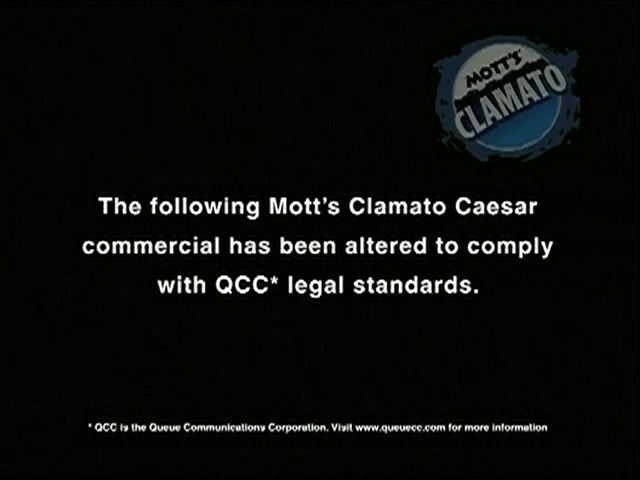 MOTT'S
CLAMATO
The following Mott's Clamato Caesar
commercial has been altered to comply
with QCC* legal standards.
* QCC is the Queue Communications Corporation. Visit www.queuecc.com for more information